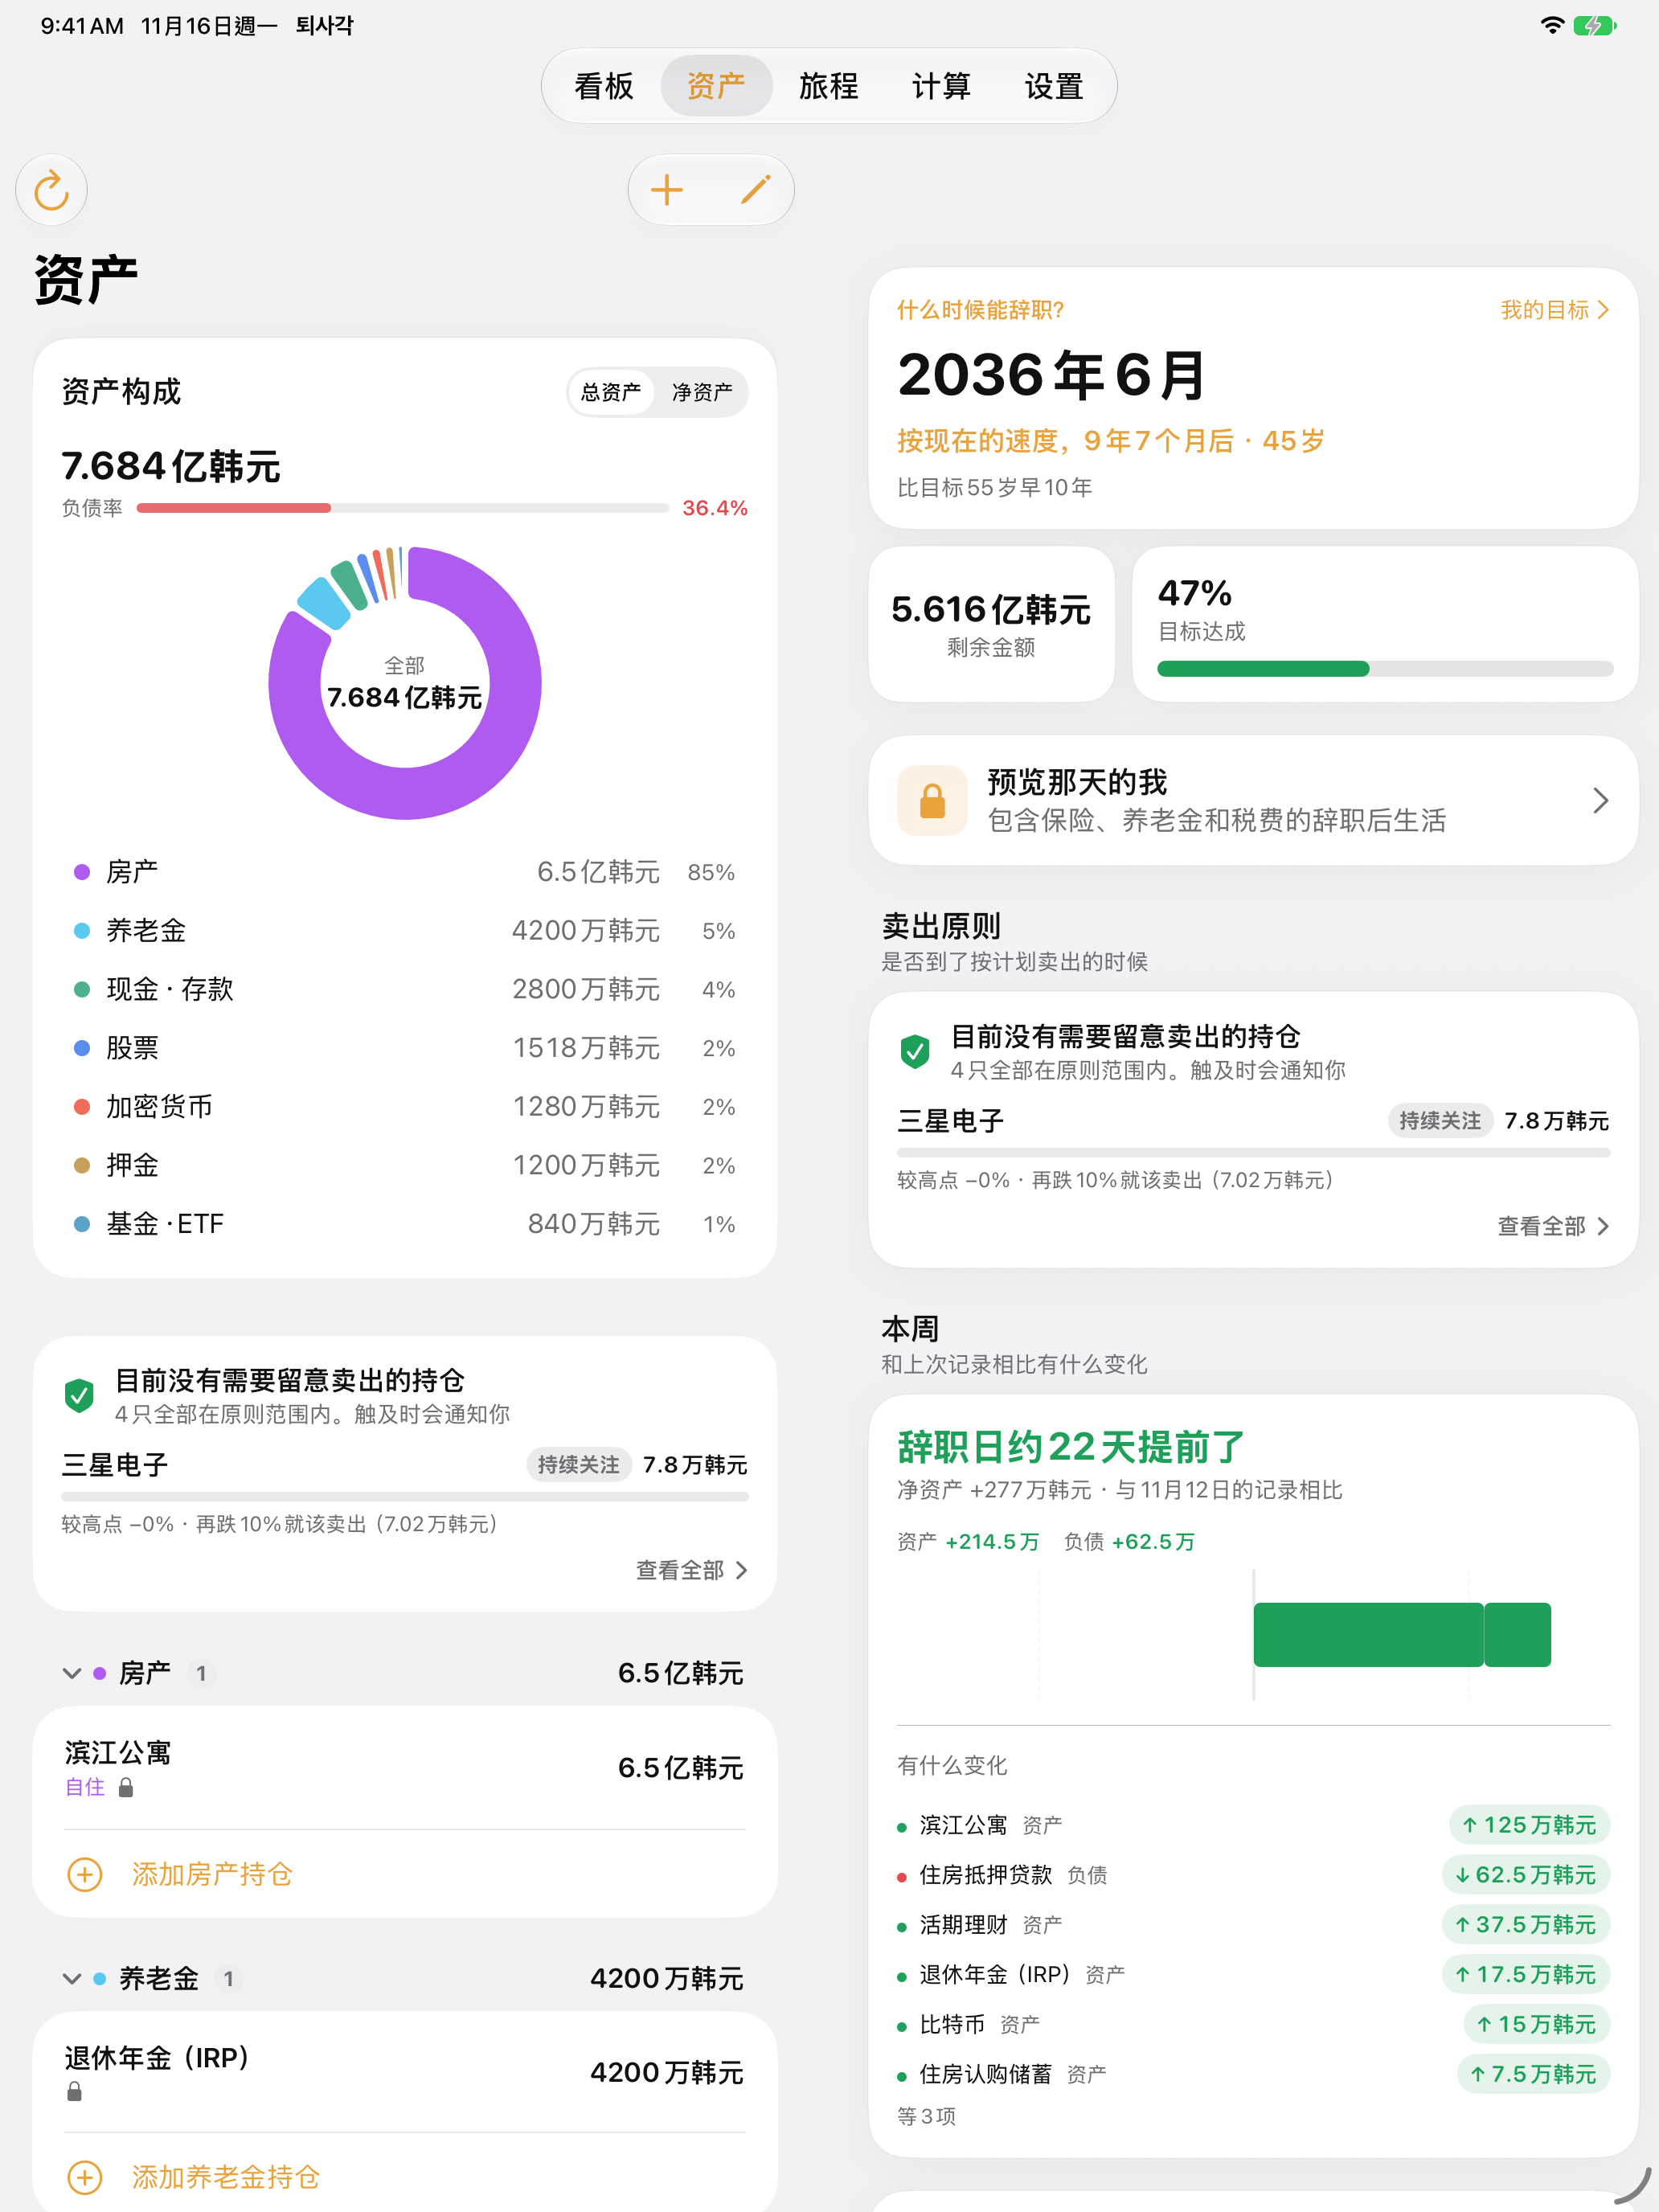 9:41 AM 11月16日週一 퇴사각
看板 资产 旅程 计算 设置
资产
资产构成
总资产 净资产
7.684亿韩元
负债率 36.4%
全部
7.684亿韩元
房产 6.5亿韩元 85%
养老金 4200万韩元 5%
现金 · 存款 2800万韩元 4%
股票 1518万韩元 2%
加密货币 1280万韩元 2%
押金 1200万韩元 2%
基金 · ETF 840万韩元 1%
目前没有需要留意卖出的持仓
4只全部在原则范围内。触及时会通知你
三星电子 持续关注 7.8万韩元
较高点 −0% · 再跌10%就该卖出（7.02万韩元）
查看全部
房产 1 6.5亿韩元
滨江公寓 6.5亿韩元
自住
添加房产持仓
养老金 1 4200万韩元
退休年金（IRP） 4200万韩元
添加养老金持仓
什么时候能辞职? 我的目标
2036年6月
按现在的速度，9年7个月后 · 45岁
比目标55岁早10年
5.616亿韩元
剩余金额
47%
目标达成
预览那天的我
包含保险、养老金和税费的辞职后生活
卖出原则
是否到了按计划卖出的时候
目前没有需要留意卖出的持仓
4只全部在原则范围内。触及时会通知你
三星电子 持续关注 7.8万韩元
较高点 −0% · 再跌10%就该卖出（7.02万韩元）
查看全部
本周
和上次记录相比有什么变化
辞职日约22天提前了
净资产 +277万韩元 · 与11月12日的记录相比
资产 +214.5万 负债 +62.5万
有什么变化
滨江公寓 资产 ↑ 125万韩元
住房抵押贷款 负债 ↓ 62.5万韩元
活期理财 资产 ↑ 37.5万韩元
退休年金（IRP） 资产 ↑ 17.5万韩元
比特币 资产 ↑ 15万韩元
住房认购储蓄 资产 ↑ 7.5万韩元
等3项